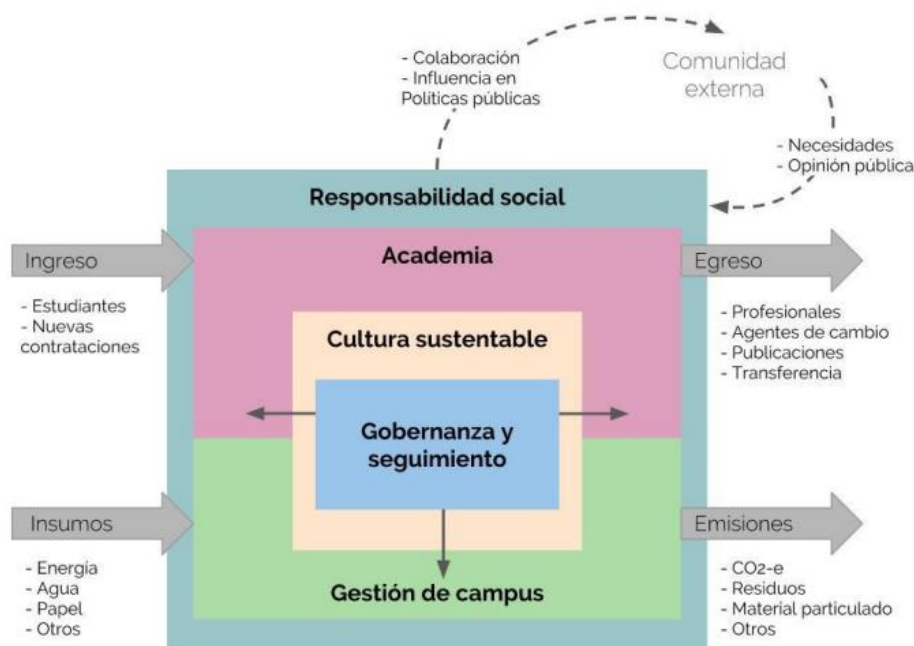 - Colaboración
- Influencia en
Políticas públicas
Comunidad
externa
- Necesidades
- Opinión pública
Responsabilidad social
Ingreso
Academia
Egreso
- Estudiantes
- Nuevas
contrataciones
- Profesionales
- Agentes de cambio
- Publicaciones
- Transferencia
Cultura sustentable
Gobernanza y
seguimiento
Insumos
Emisiones
- Energía
- Agua
- Papel
- Otros
Gestión de campus
- CO2-e
- Residuos
- Material particulado
- Otros